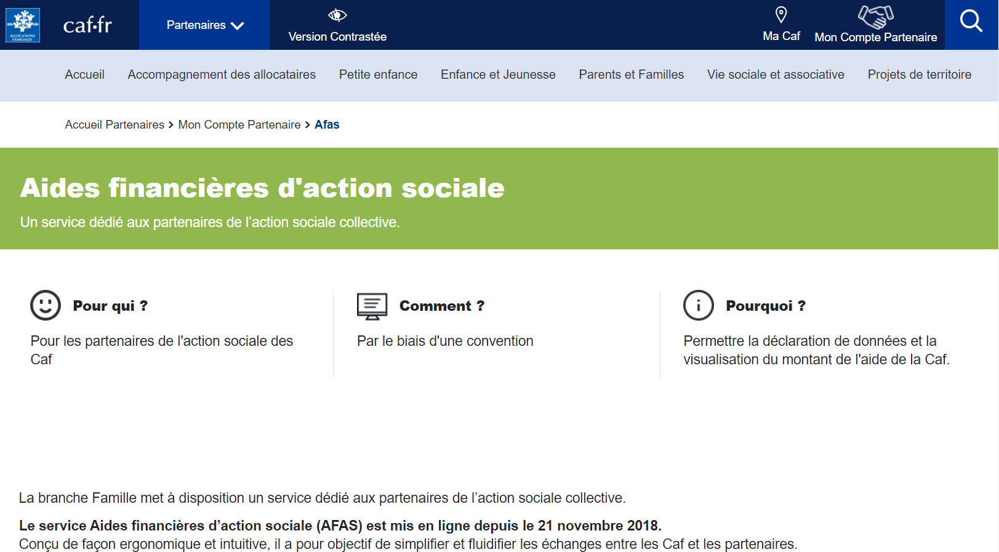 ALLOCATIONS
FAMILIALES
caf.fr
Partenaires
Version Contrastée
Ma Caf
Mon Compte Partenaire
Accueil
Accompagnement des allocataires
Petite enfance
Enfance et Jeunesse
Parents et Familles
Vie sociale et associative
Projets de territoire
Accueil Partenaires > Mon Compte Partenaire > Afas
Aides financières d'action sociale
Un service dédié aux partenaires de l’action sociale collective.
Pour qui ?
Pour les partenaires de l'action sociale des
Caf
Comment ?
Par le biais d'une convention
Pourquoi ?
Permettre la déclaration de données et la
visualisation du montant de l'aide de la Caf.
La branche Famille met à disposition un service dédié aux partenaires de l’action sociale collective.
Le service Aides financières d’action sociale (AFAS) est mis en ligne depuis le 21 novembre 2018.
Conçu de façon ergonomique et intuitive, il a pour objectif de simplifier et fluidifier les échanges entre les Caf et les partenaires.